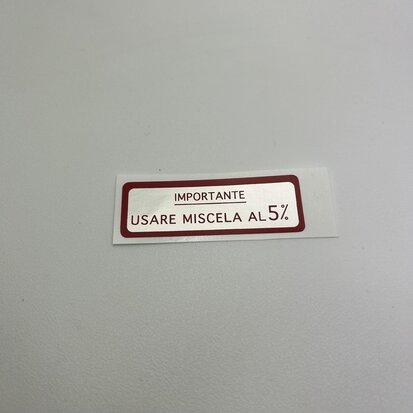 IMPORTANTE
USARE MISCELA AL 5%